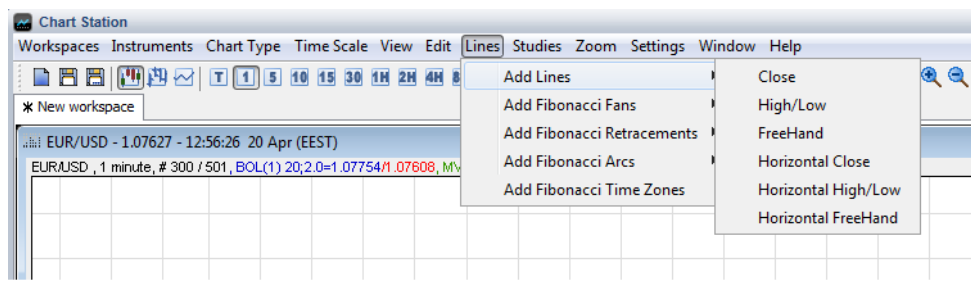 Chart Station
Workspaces Instruments Chart Type Time Scale View Edit Lines Studies Zoom Settings Window Help
T 1 5 10 15 30 1H 2H 4H 8
* New workspace
EUR/USD - 1.07627 - 12:56:26 20 Apr (EEST)
EUR/USD , 1 minute, # 300 / 501, BOL(1) 20;2.0=1.07754/1.07608,
Add Lines
Add Fibonacci Fans
Add Fibonacci Retracements
Add Fibonacci Arcs
Add Fibonacci Time Zones
Close
High/Low
FreeHand
Horizontal Close
Horizontal High/Low
Horizontal FreeHand